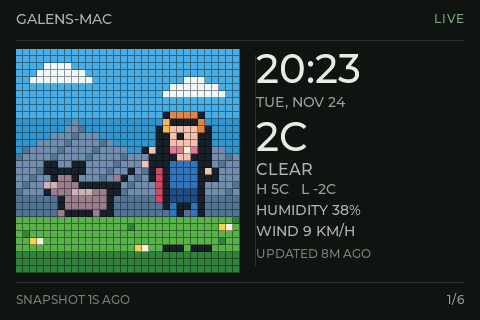 GALENS-MAC
LIVE
20:23
TUE, NOV 24
2C
CLEAR
H 5C L -2C
HUMIDITY 38%
WIND 9 KM/H
UPDATED 8M AGO
SNAPSHOT 1S AGO
1/6